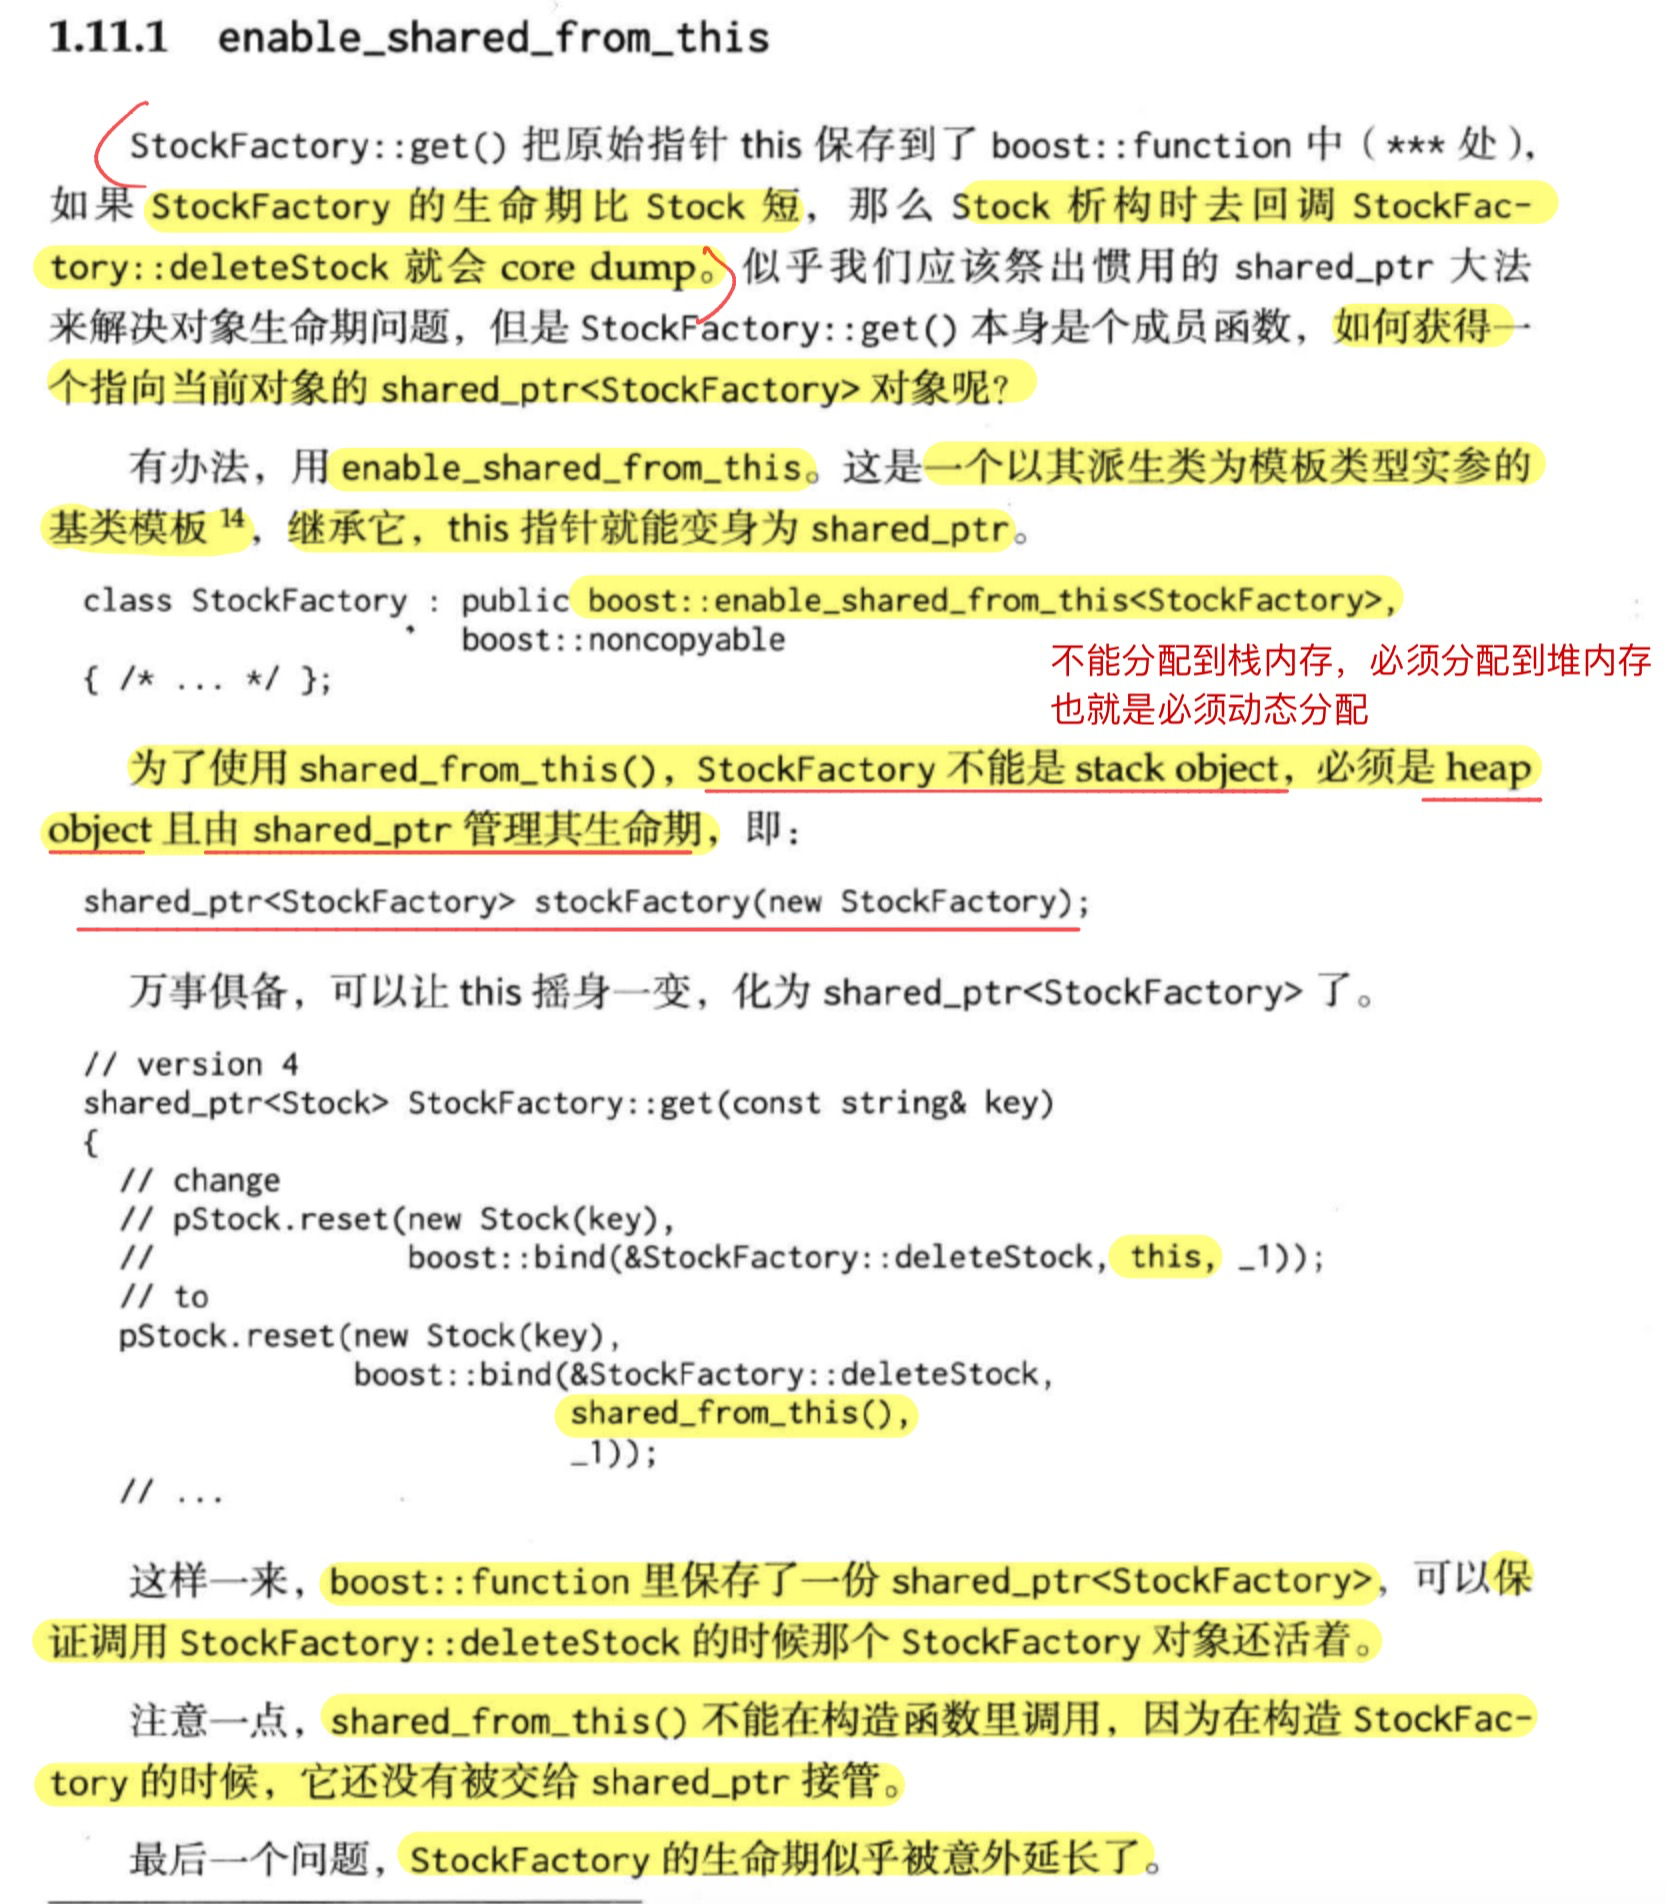 1.11.1 enable_shared_from_this
StockFactory::get() 把原始指针 this 保存到了 boost::function 中（*** 处），
如果 StockFactory 的生命期比 Stock 短，那么 Stock 析构时去回调 StockFac-
tory::deleteStock 就会 core dump。似乎我们应该祭出惯用的 shared_ptr 大法
来解决对象生命期问题，但是 StockFactory::get() 本身是个成员函数，如何获得一
个指向当前对象的 shared_ptr<StockFactory> 对象呢？
有办法，用 enable_shared_from_this。这是一个以其派生类为模板类型实参的
基类模板 14，继承它，this 指针就能变身为 shared_ptr。
class StockFactory : public boost::enable_shared_from_this<StockFactory>,
boost::noncopyable
{ /* ... */ };
不能分配到栈内存，必须分配到堆内存
也就是必须动态分配
为了使用 shared_from_this()，StockFactory 不能是 stack object，必须是 heap
object 且由 shared_ptr 管理其生命期，即：
shared_ptr<StockFactory> stockFactory(new StockFactory);
万事俱备，可以让 this 摇身一变，化为 shared_ptr<StockFactory> 了。
// version 4
shared_ptr<Stock> StockFactory::get(const string& key)
{
// change
// pStock.reset(new Stock(key),
// boost::bind(&StockFactory::deleteStock, this, _1));
// to
pStock.reset(new Stock(key),
boost::bind(&StockFactory::deleteStock,
shared_from_this(),
_1));
// ...
这样一来，boost::function 里保存了一份 shared_ptr<StockFactory>，可以保
证调用 StockFactory::deleteStock 的时候那个 StockFactory 对象还活着。
注意一点，shared_from_this() 不能在构造函数里调用，因为在构造 StockFac-
tory 的时候，它还没有被交给 shared_ptr 接管。
最后一个问题，StockFactory 的生命期似乎被意外延长了。